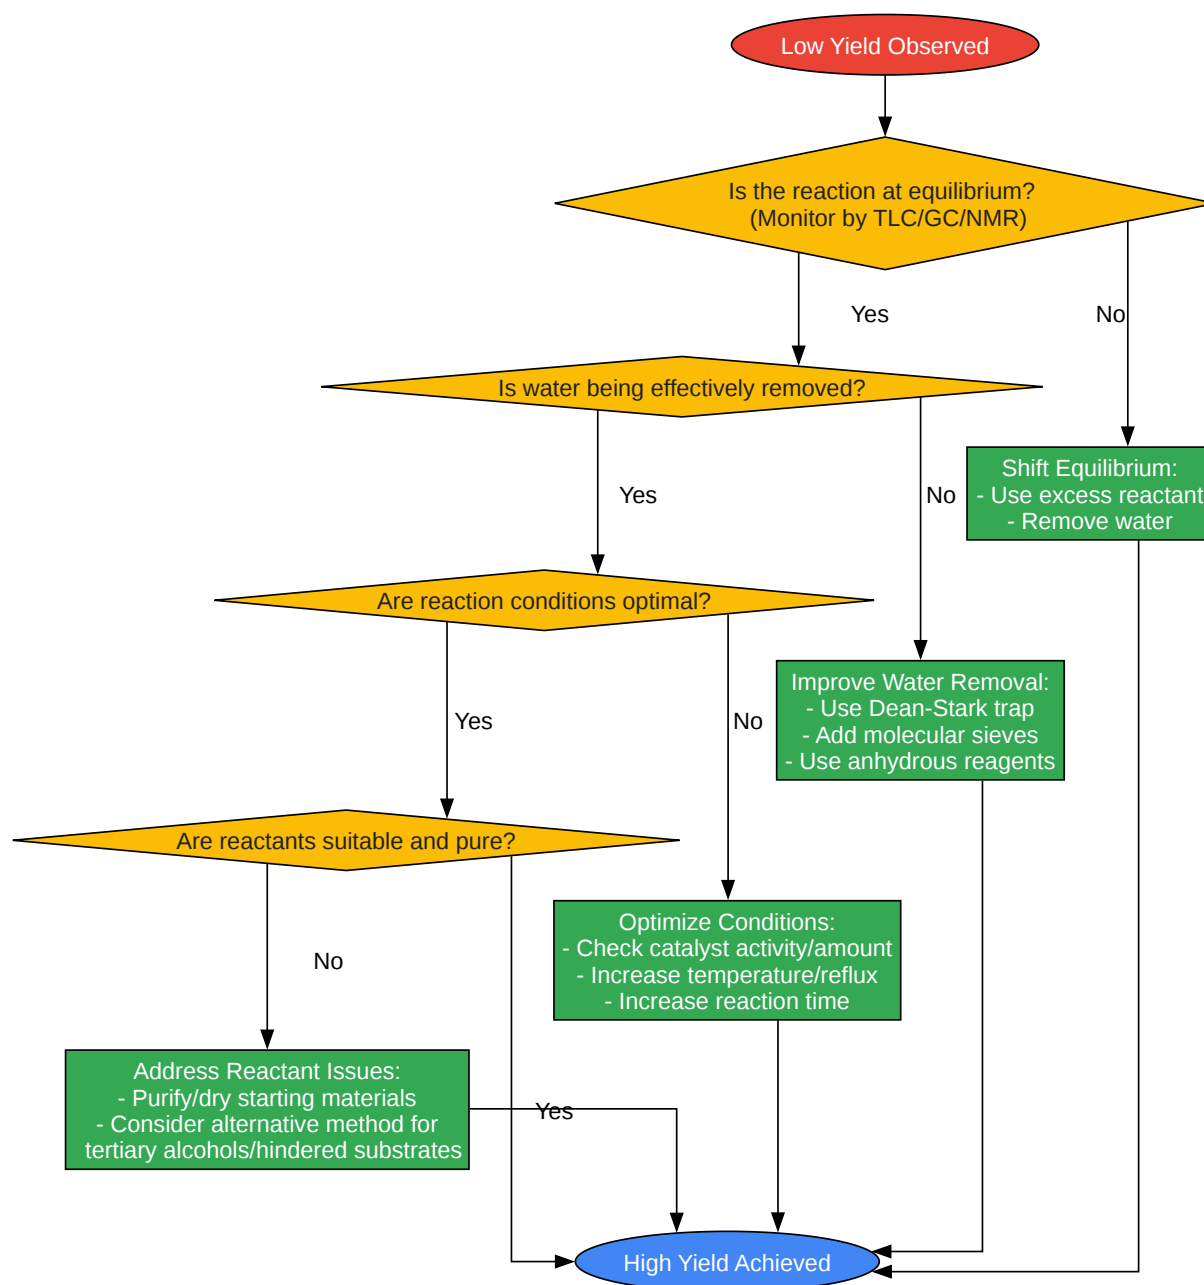 Low Yield Observed
Is the reaction at equilibrium?
(Monitor by TLC/GC/NMR)
Yes
No
Is water being effectively removed?
Yes
No
Shift Equilibrium:
- Use excess reactant
- Remove water
Are reaction conditions optimal?
Yes
No
Improve Water Removal:
- Use Dean-Stark trap
- Add molecular sieves
- Use anhydrous reagents
Are reactants suitable and pure?
No
Optimize Conditions:
- Check catalyst activity/amount
- Increase temperature/reflux
- Increase reaction time
Address Reactant Issues:
- Purify/dry starting materials
- Consider alternative method for
tertiary alcohols/hindered substrates
Yes
High Yield Achieved